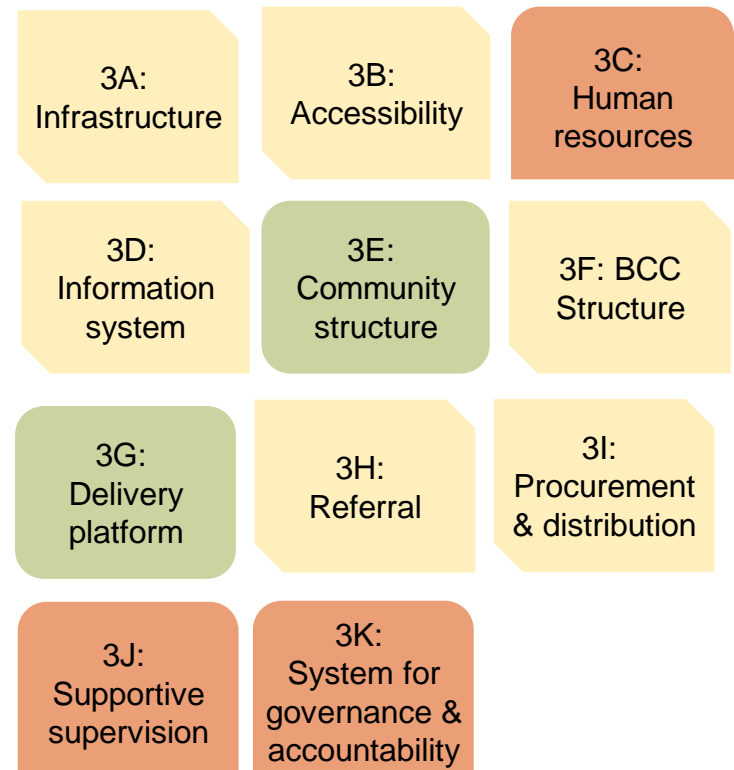 3A:
Infrastructure
3B:
Accessibility
3C:
Human
resources
3D:
Information
system
3E:
Community
structure
3F: BCC
Structure
3G:
Delivery
platform
3H:
Referral
3I:
Procurement
& distribution
3J:
Supportive
supervision
3K:
System for
governance &
accountability